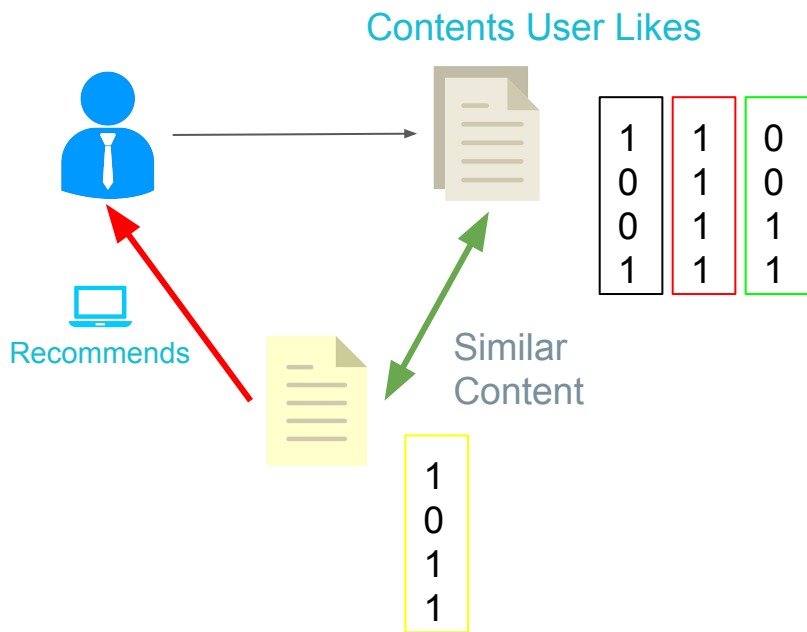 Contents User Likes
1 1 0
0 1 0
0 1 1
1 1 1
Recommends
Similar
Content
1
0
1
1